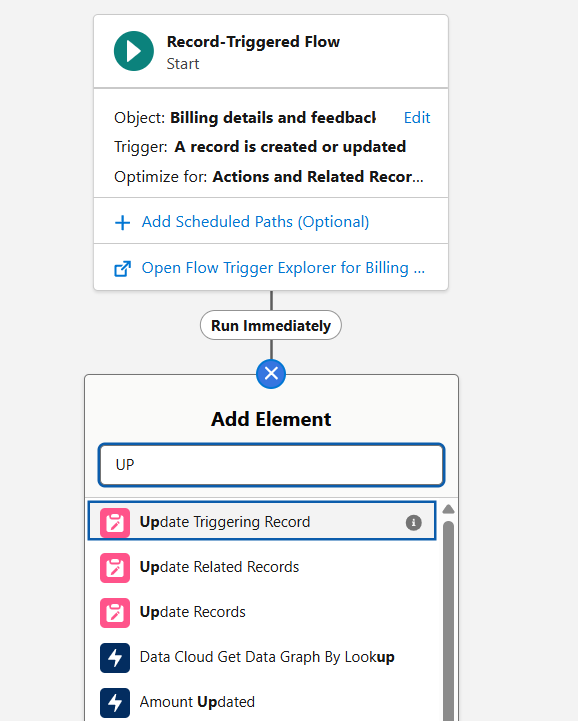 Record-Triggered Flow
Start
Object: Billing details and feedback
Edit
Trigger: A record is created or updated
Optimize for: Actions and Related Recor...
Add Scheduled Paths (Optional)
Open Flow Trigger Explorer for Billing ...
Run Immediately
Add Element
UP
Update Triggering Record
Update Related Records
Update Records
Data Cloud Get Data Graph By Lookup
Amount Updated